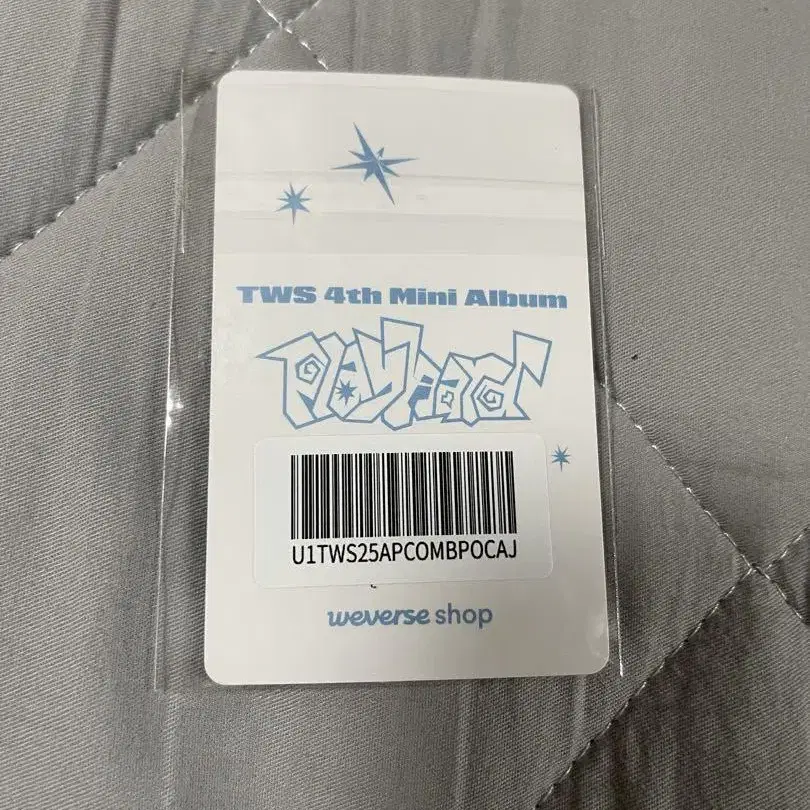 TWS 4th Mini Album
Play hard
U1TWS25APCOMBPOCAJ
weverse shop